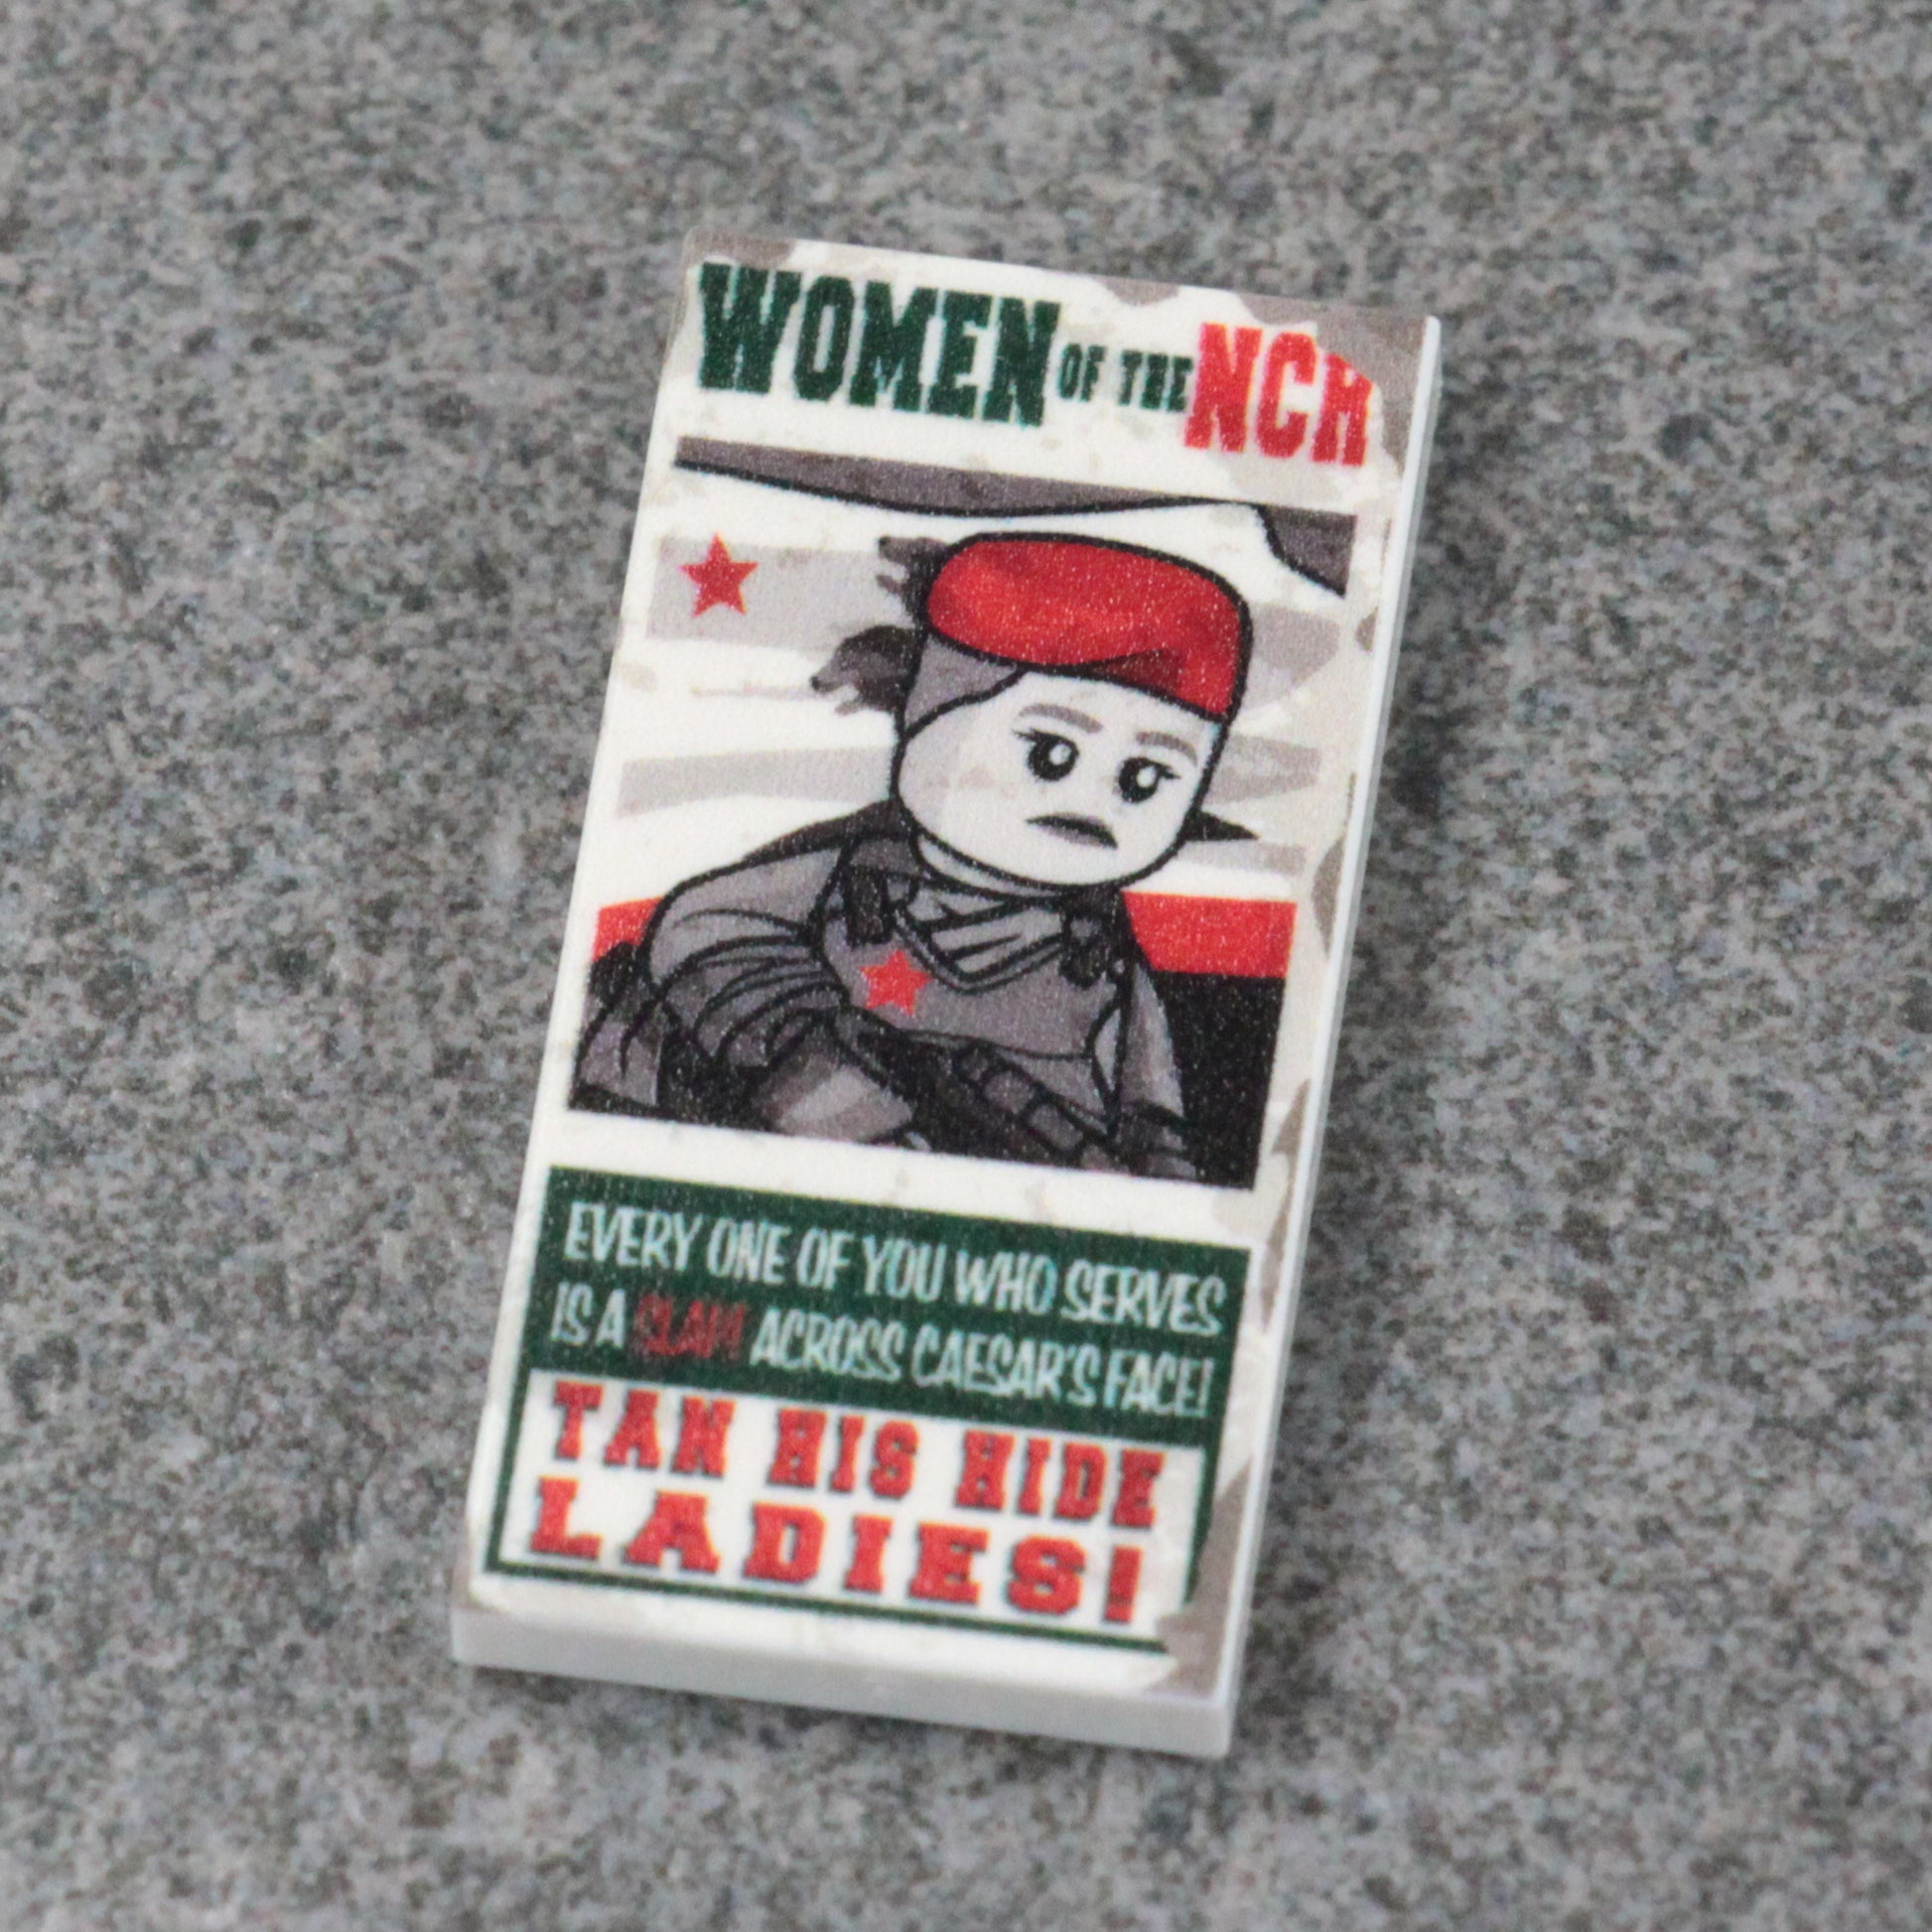 WOMEN OF THE NCR
EVERY ONE OF YOU WHO SERVES
IS A SLAP ACROSS CAESAR'S FACE!
TAN HIS HIDE
LADIES!